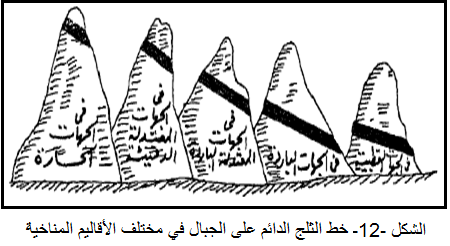 في الجهات القطبية
في الجهات الباردة
في
الجهات
المعتدلة الباردة
في
الجهات
المعتدلة
الدفيئة
في
الجهات
الحارة
الشكل -12- خط الثلج الدائم على الجبال في مختلف الأقاليم المناخية